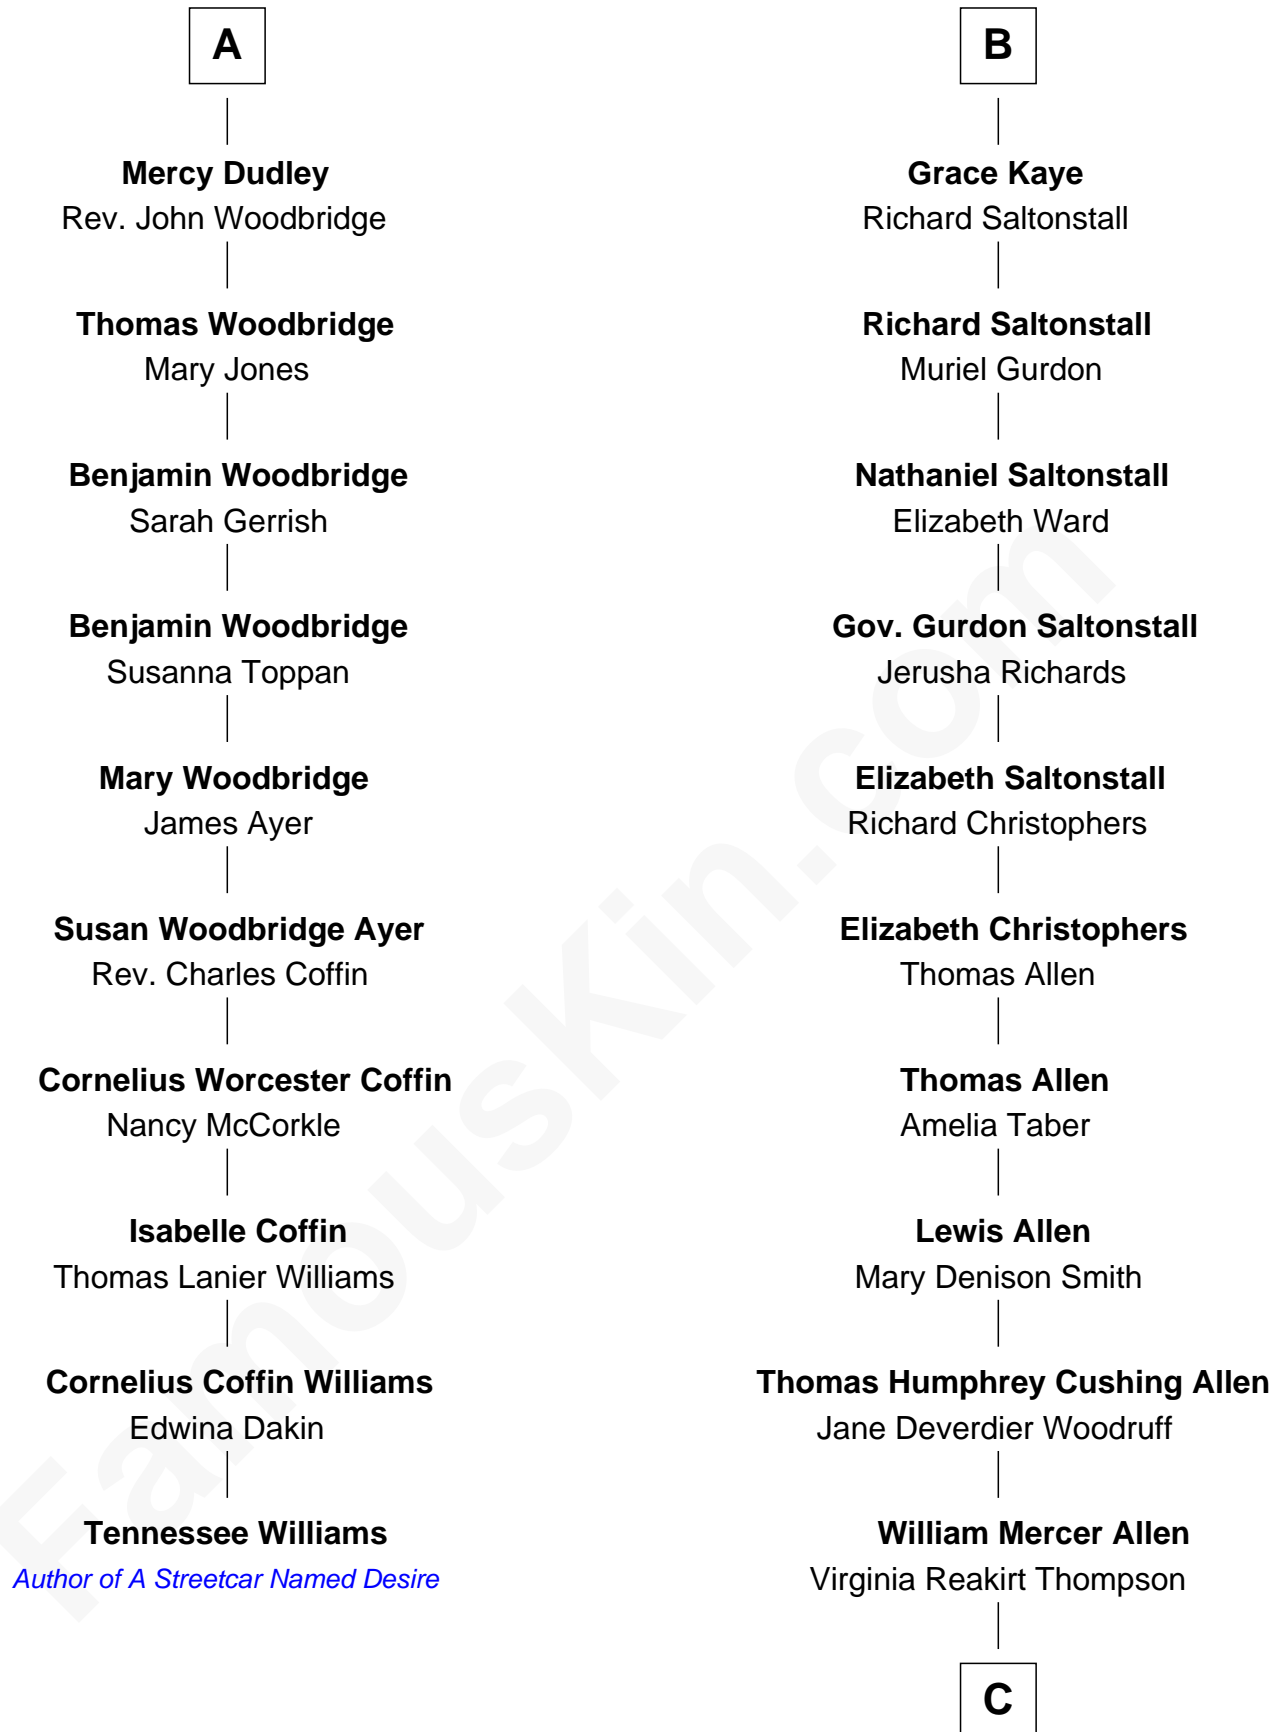 A
Mercy Dudley
Rev. John Woodbridge
Thomas Woodbridge
Mary Jones
Benjamin Woodbridge
Sarah Gerrish
Benjamin Woodbridge
Susanna Toppan
Mary Woodbridge
James Ayer
Susan Woodbridge Ayer
Rev. Charles Coffin
Cornelius Worcester Coffin
Nancy McCorkle
Isabelle Coffin
Thomas Lanier Williams
Cornelius Coffin Williams
Edwina Dakin
Tennessee Williams
Author of A Streetcar Named Desire
B
Grace Kaye
Richard Saltonstall
Richard Saltonstall
Muriel Gurdon
Nathaniel Saltonstall
Elizabeth Ward
Gov. Gurdon Saltonstall
Jerusha Richards
Elizabeth Saltonstall
Richard Christophers
Elizabeth Christophers
Thomas Allen
Thomas Allen
Amelia Taber
Lewis Allen
Mary Denison Smith
Thomas Humphrey Cushing Allen
Jane Deverdier Woodruff
William Mercer Allen
Virginia Reakirt Thompson
C
FamousKin.com